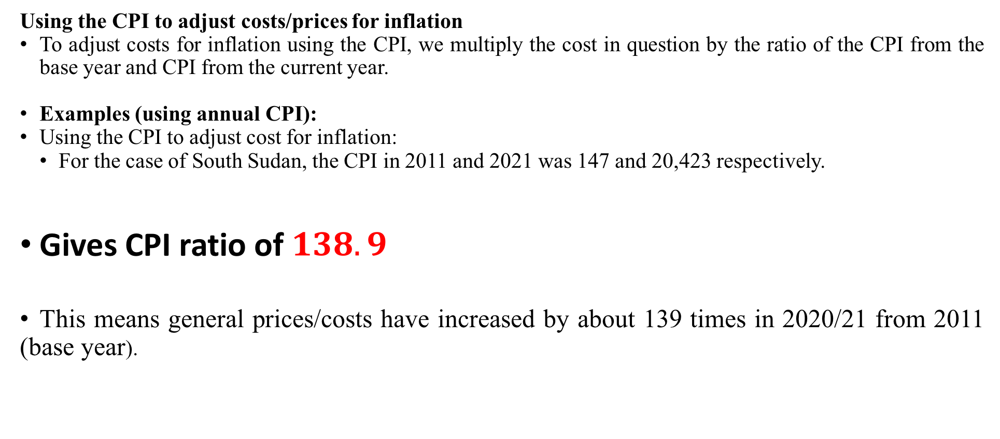 Using the CPI to adjust costs/prices for inflation
• To adjust costs for inflation using the CPI, we multiply the cost in question by the ratio of the CPI from the
base year and CPI from the current year.
• Examples (using annual CPI):
• Using the CPI to adjust cost for inflation:
• For the case of South Sudan, the CPI in 2011 and 2021 was 147 and 20,423 respectively.
• Gives CPI ratio of 138. 9
• This means general prices/costs have increased by about 139 times in 2020/21 from 2011
(base year).